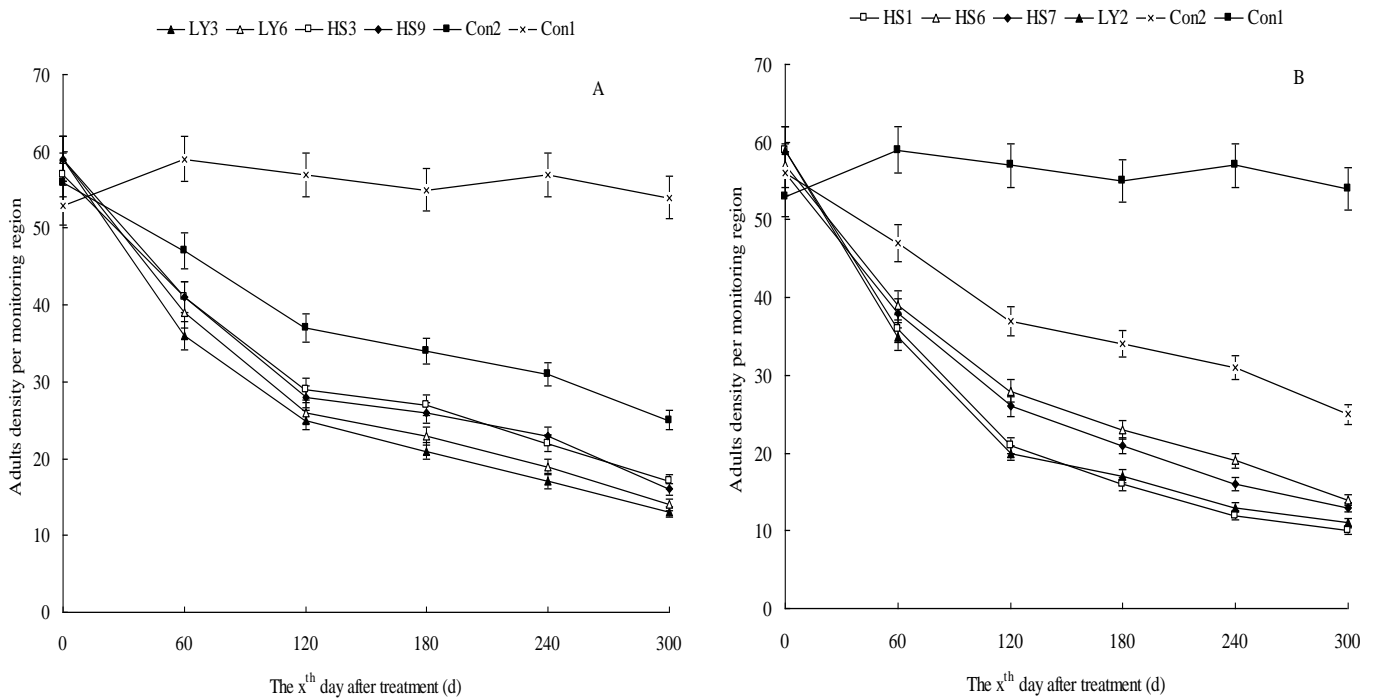 LY3 LY6 HS3 HS9 Con2 Con1
A
Adults density per monitoring region
70
60
50
40
30
20
10
0
0 60 120 180 240 300
The xth day after treatment (d)
HS1 HS6 HS7 LY2 Con2 Con1
B
Adults density per monitoring region
70
60
50
40
30
20
10
0
0 60 120 180 240 300
The xth day after treatment (d)